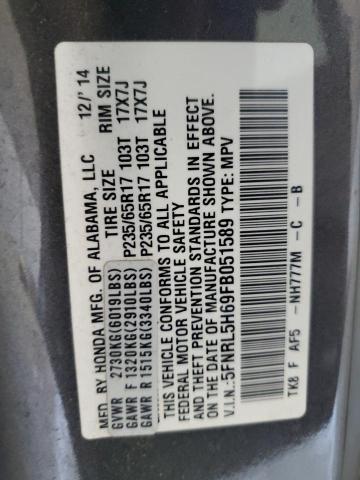 MFD BY HONDA MFG. OF ALABAMA, LLC 12/'14
TIRE SIZE RIM SIZE
GVWR 2730KG(6019LBS)
GAWR F 1320KG(2910LBS) P235/65R17 103T 17X7J
GAWR R 1515KG(3340LBS) P235/65R17 103T 17X7J
THIS VEHICLE CONFORMS TO ALL APPLICABLE
FEDERAL MOTOR VEHICLE SAFETY
AND THEFT PREVENTION STANDARDS IN EFFECT
ON THE DATE OF MANUFACTURE SHOWN ABOVE.
V.I.N.: 5FNRL5H69FB051589 TYPE: MPV
TK8 F AF5 - NH777M - C - B